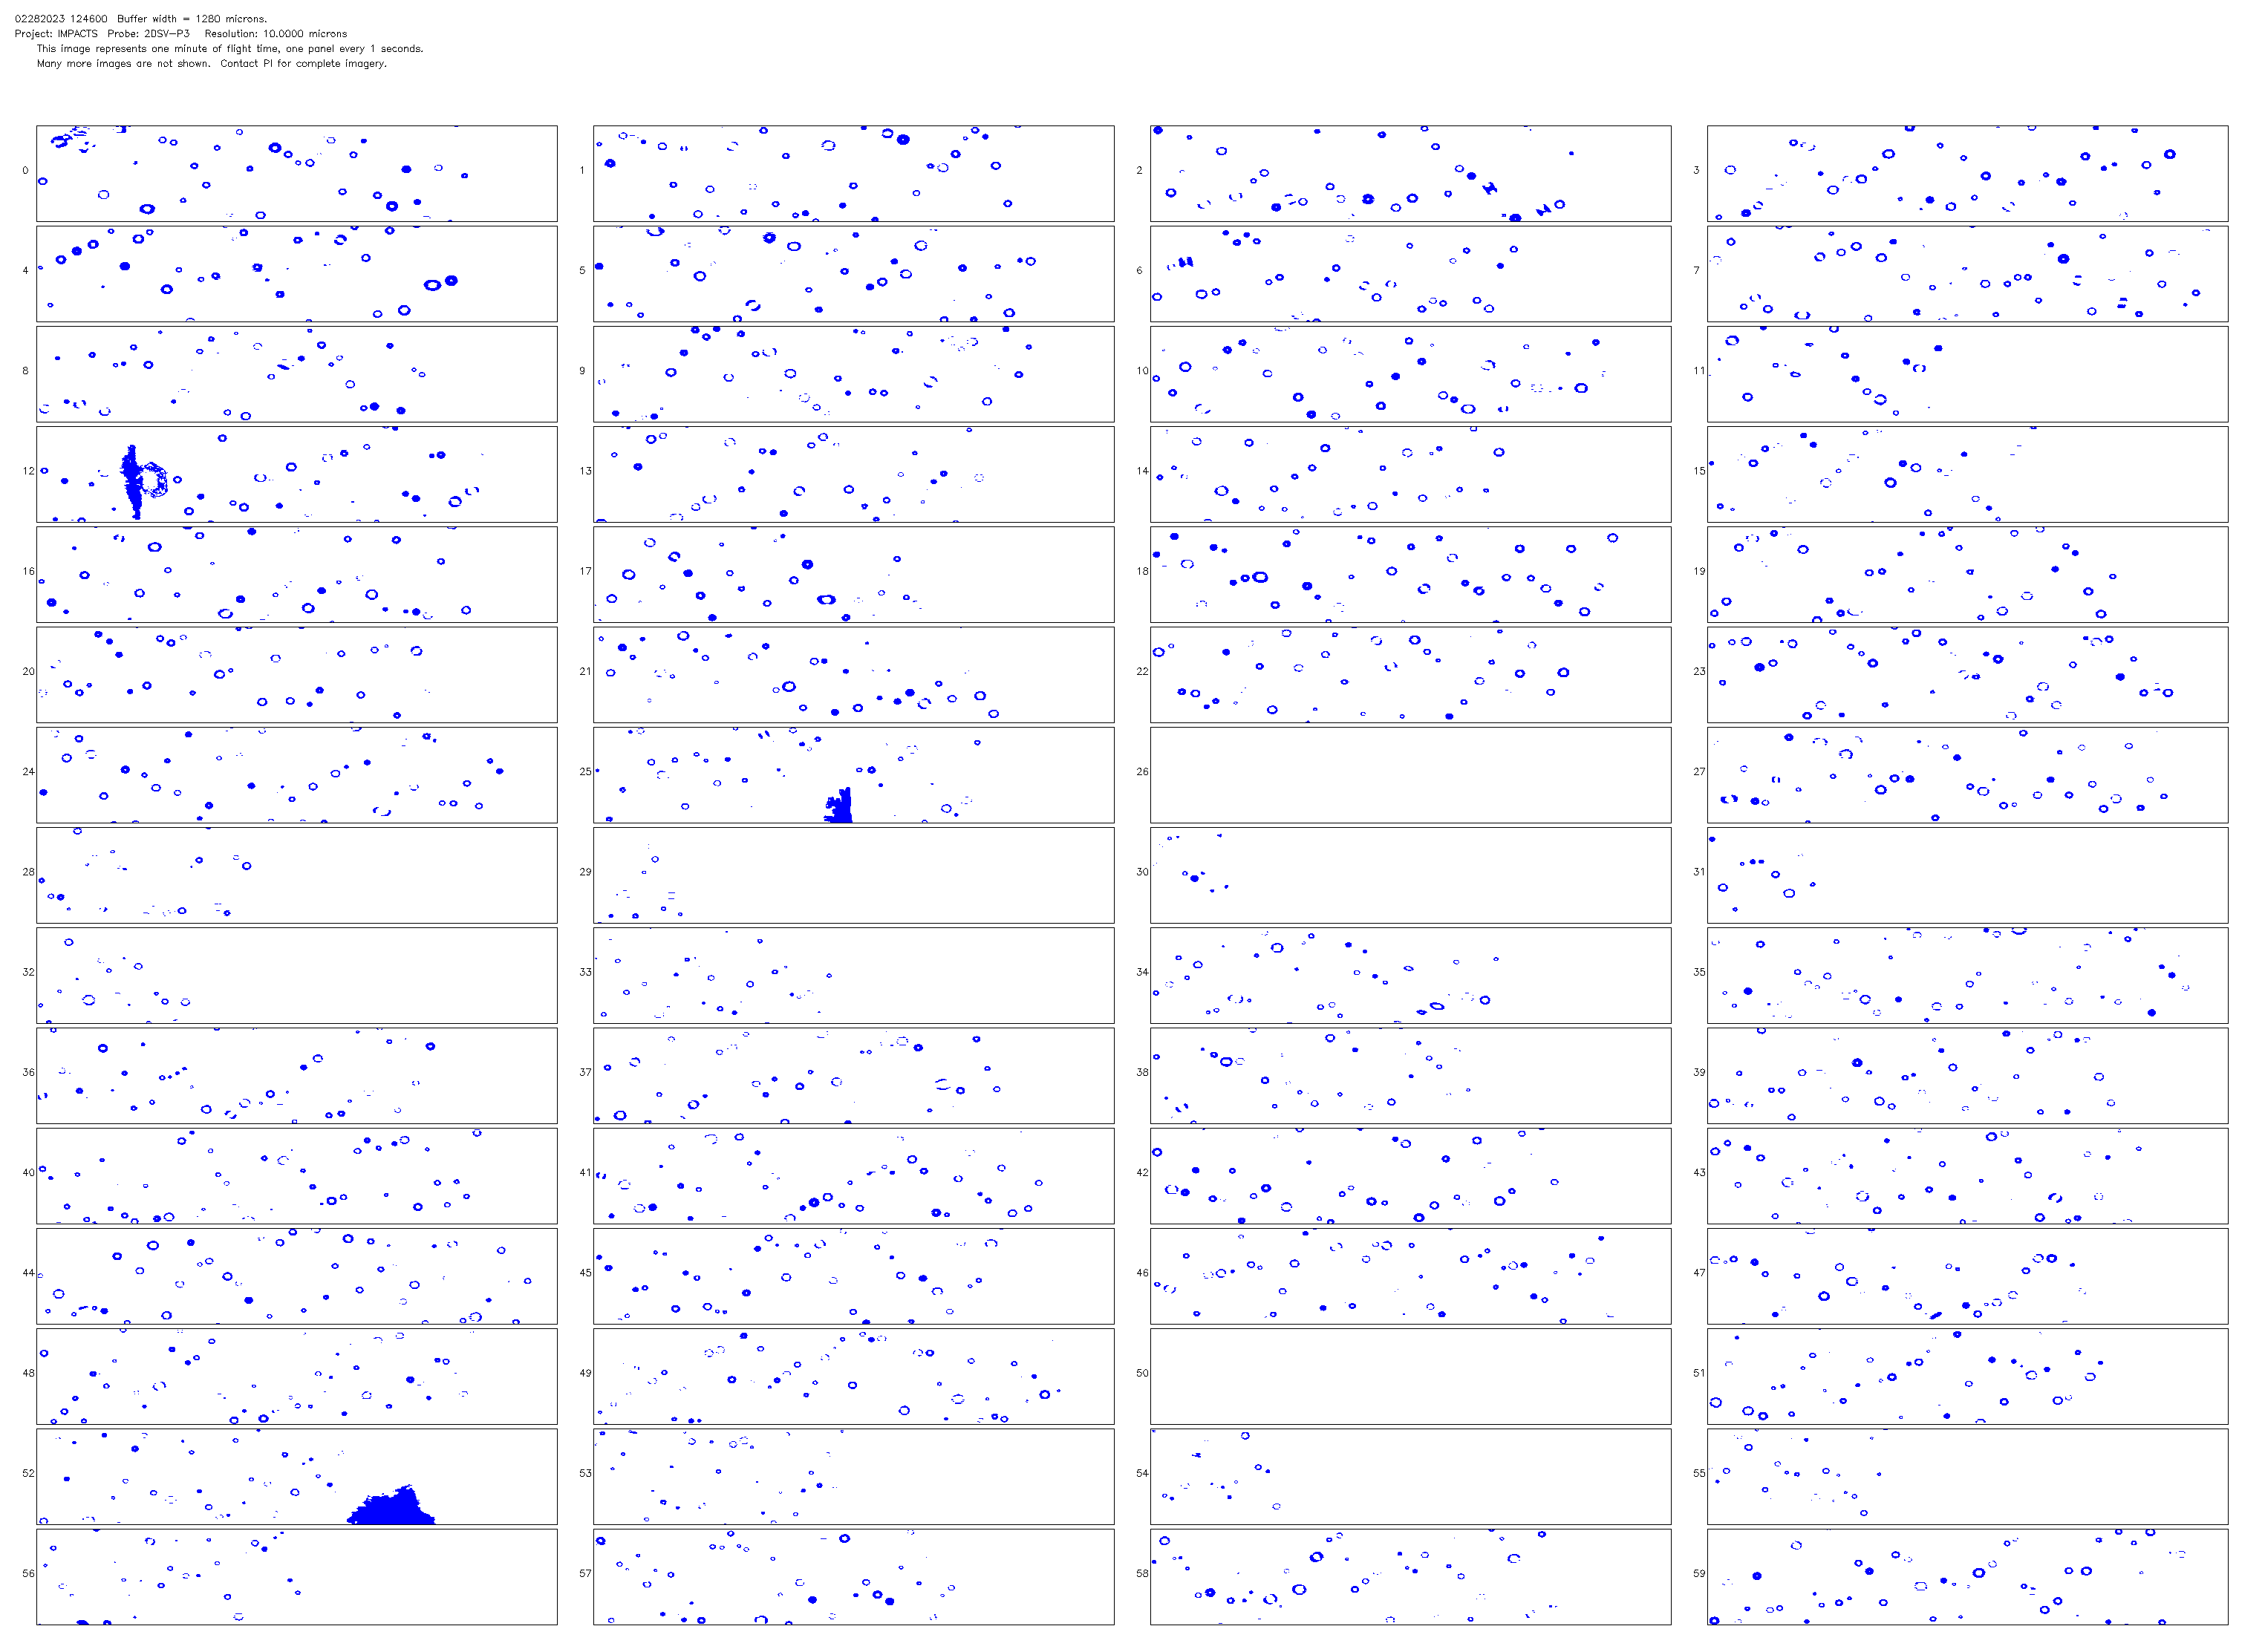 02282023 124600 Buffer width = 1280 microns.
Project: IMPACTS Probe: 2DSV-P3 Resolution: 10.0000 microns
This image represents one minute of flight time, one panel every 1 seconds.
Many more images are not shown. Contact PI for complete imagery.
0 1 2 3
4 5 6 7
8 9 10 11
12 13 14 15
16 17 18 19
20 21 22 23
24 25 26 27
28 29 30 31
32 33 34 35
36 37 38 39
40 41 42 43
44 45 46 47
48 49 50 51
52 53 54 55
56 57 58 59